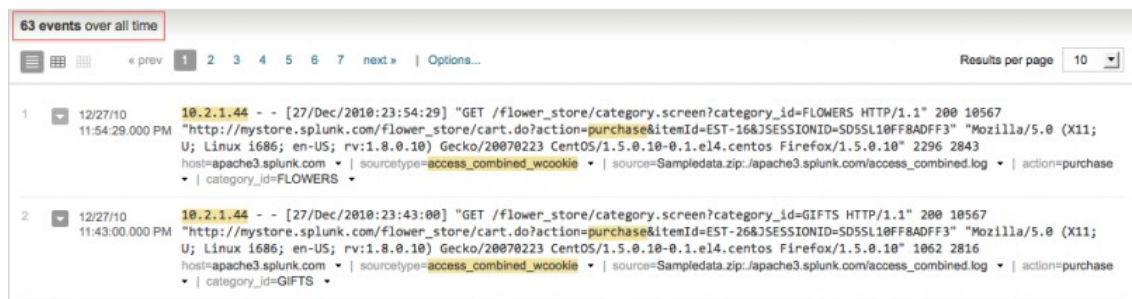 63 events over all time
« prev 1 2 3 4 5 6 7 next » | Options... Results per page 10
1 12/27/10 11:54:29.000 PM
10.2.1.44 - - [27/Dec/2010:23:54:29] "GET /flower_store/category.screen?category_id=FLOWERS HTTP/1.1" 200 10567
"http://mystore.splunk.com/flower_store/cart.do?action=purchase&itemId=EST-16&JSESSIONID=SD5SL10FF8ADFF3" "Mozilla/5.0 (X11;
U; Linux i686; en-US; rv:1.8.0.10) Gecko/20070223 CentOS/1.5.0.10-0.1.el4.centos Firefox/1.5.0.10" 2296 2843
host=apache3.splunk.com | sourcetype=access_combined_wcookie | source=Sampledata.zip:./apache3.splunk.com/access_combined.log | action=purchase
| category_id=FLOWERS
2 12/27/10 11:43:00.000 PM
10.2.1.44 - - [27/Dec/2010:23:43:00] "GET /flower_store/category.screen?category_id=GIFTS HTTP/1.1" 200 10567
"http://mystore.splunk.com/flower_store/cart.do?action=purchase&itemId=EST-26&JSESSIONID=SD5SL10FF8ADFF3" "Mozilla/5.0 (X11;
U; Linux i686; en-US; rv:1.8.0.10) Gecko/20070223 CentOS/1.5.0.10-0.1.el4.centos Firefox/1.5.0.10" 1062 2816
host=apache3.splunk.com | sourcetype=access_combined_wcookie | source=Sampledata.zip:./apache3.splunk.com/access_combined.log | action=purchase
| category_id=GIFTS